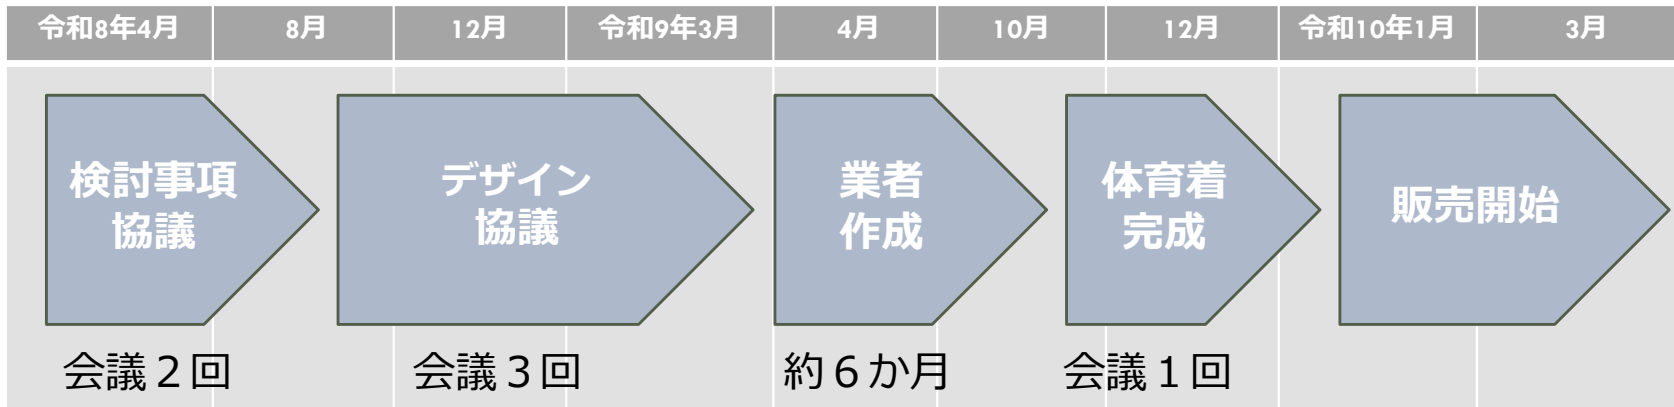 令和8年4月 8月 12月 令和9年3月 4月 10月 12月 令和10年1月 3月
検討事項
協議
デザイン
協議
業者
作成
体育着
完成
販売開始
会議２回 会議３回 約６か月 会議１回